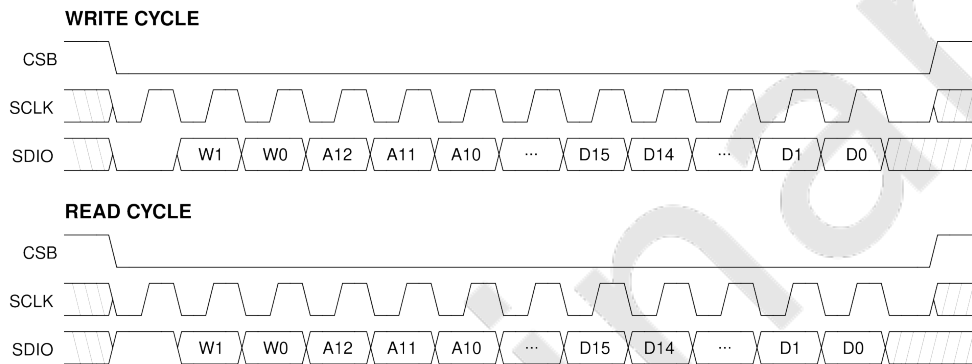 WRITE CYCLE
CSB
SCLK
SDIO W1 W0 A12 A11 A10 ... D15 D14 ... D1 D0
READ CYCLE
CSB
SCLK
SDIO W1 W0 A12 A11 A10 ... D15 D14 ... D1 D0